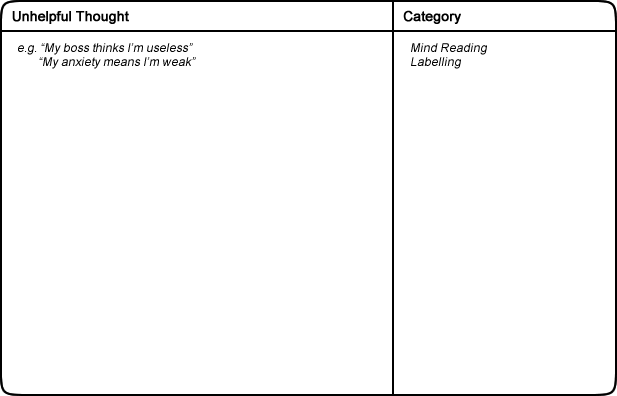 Unhelpful Thought Category
e.g. “My boss thinks I’m useless” Mind Reading
“My anxiety means I’m weak” Labelling